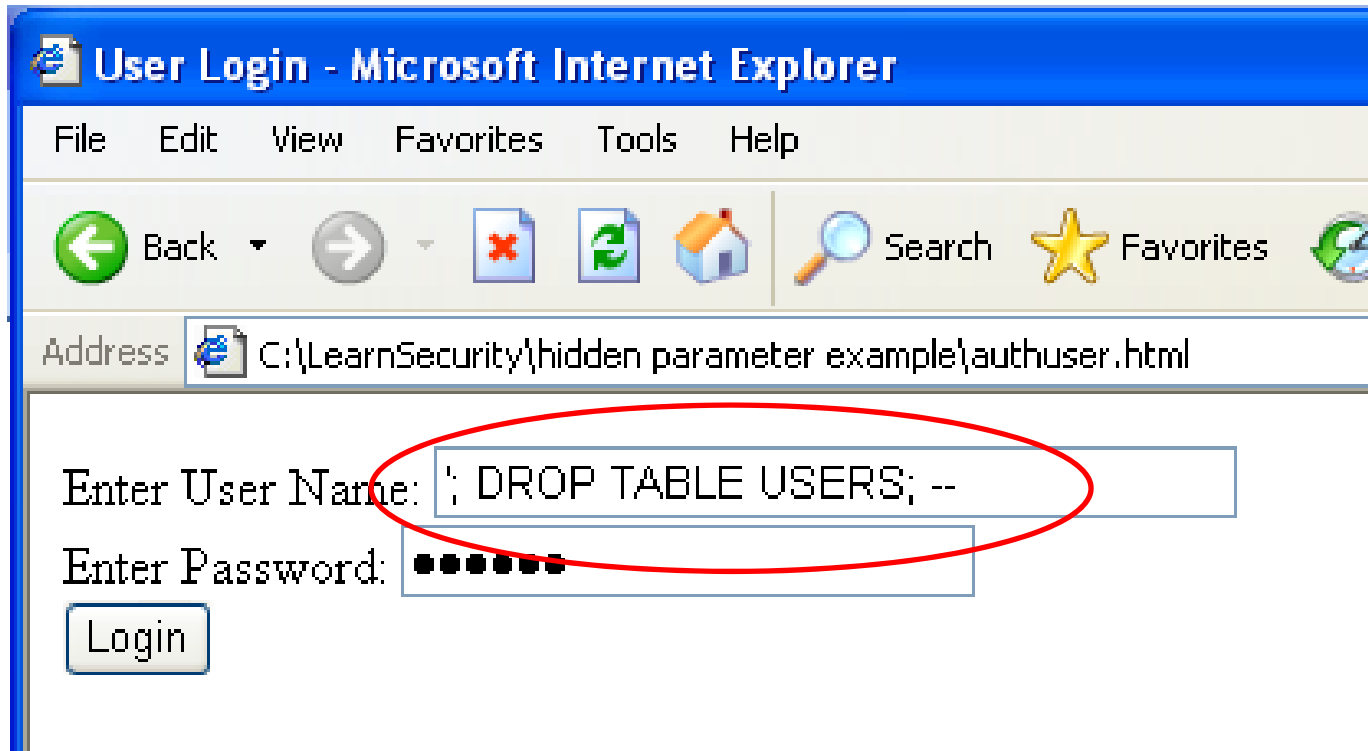 User Login - Microsoft Internet Explorer
File Edit View Favorites Tools Help
Back Search Favorites
Address C:\LearnSecurity\hidden parameter example\authuser.html
Enter User Name: '; DROP TABLE USERS; --
Enter Password: ••••••
Login